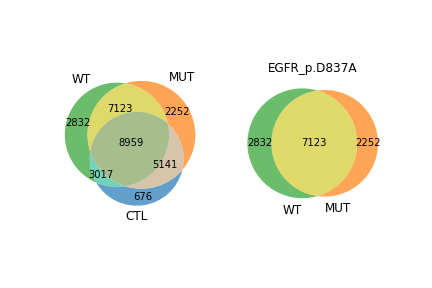 WT
MUT
7123
2252
2832
8959
5141
3017
676
CTL
EGFR_p.D837A
2832
7123
2252
WT
MUT